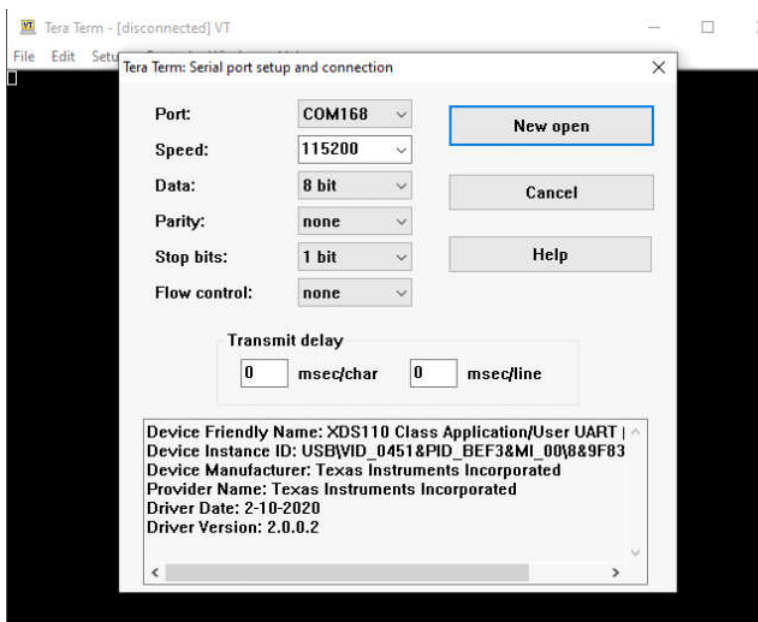 VT Tera Term - [disconnected] VT
File Edit Setu
Tera Term: Serial port setup and connection
Port: COM168
New open
Speed: 115200
Data: 8 bit
Cancel
Parity: none
Stop bits: 1 bit
Help
Flow control: none
Transmit delay
0 msec/char 0 msec/line
Device Friendly Name: XDS110 Class Application/User UART
Device Instance ID: USB\VID_0451&PID_BEF3&MI_00\8&9F83
Device Manufacturer: Texas Instruments Incorporated
Provider Name: Texas Instruments Incorporated
Driver Date: 2-10-2020
Driver Version: 2.0.0.2